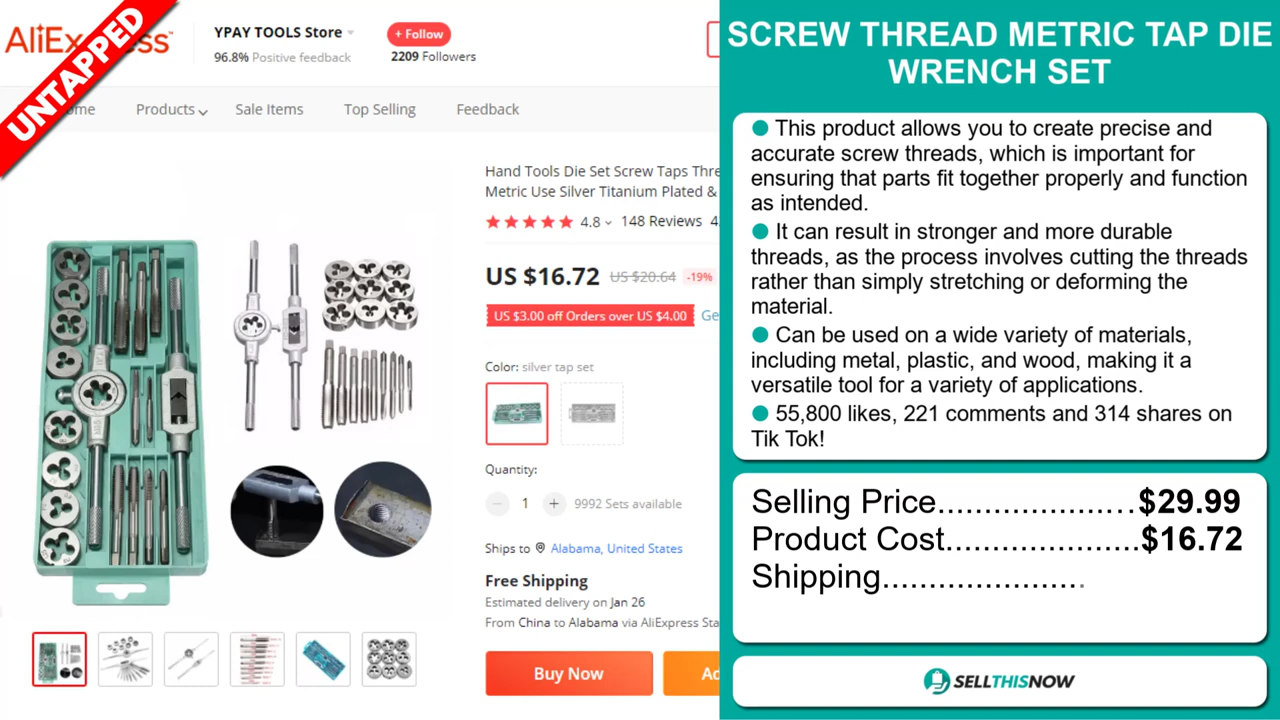 AliExpress
UNTAPPED
YPAY TOOLS Store
+ Follow
96.8% Positive feedback
2209 Followers
Products
Sale Items
Top Selling
Feedback
Hand Tools Die Set Screw Taps
Metric Use Silver Titanium Plated &
4.8
148 Reviews
US $16.72
US $20.64
-19%
US $3.00 off Orders over US $4.00
Color: silver tap set
Quantity:
1
9992 Sets available
Ships to Alabama, United States
Free Shipping
Estimated delivery on Jan 26
From China to Alabama via AliExpress
Buy Now
SCREW THREAD METRIC TAP DIE
WRENCH SET
● This product allows you to create precise and
accurate screw threads, which is important for
ensuring that parts fit together properly and function
as intended.
● It can result in stronger and more durable
threads, as the process involves cutting the threads
rather than simply stretching or deforming the
material.
● Can be used on a wide variety of materials,
including metal, plastic, and wood, making it a
versatile tool for a variety of applications.
● 55,800 likes, 221 comments and 314 shares on
Tik Tok!
Selling Price.....................$29.99
Product Cost.....................$16.72
Shipping......................
SELLTHISNOW